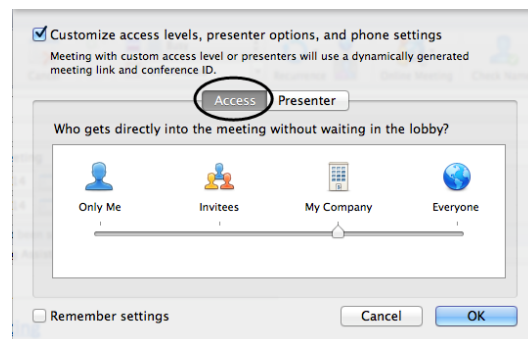 Customize access levels, presenter options, and phone settings
Meeting with custom access level or presenters will use a dynamically generated
meeting link and conference ID.
Access Presenter
Who gets directly into the meeting without waiting in the lobby?
Only Me Invitees My Company Everyone
Remember settings Cancel OK